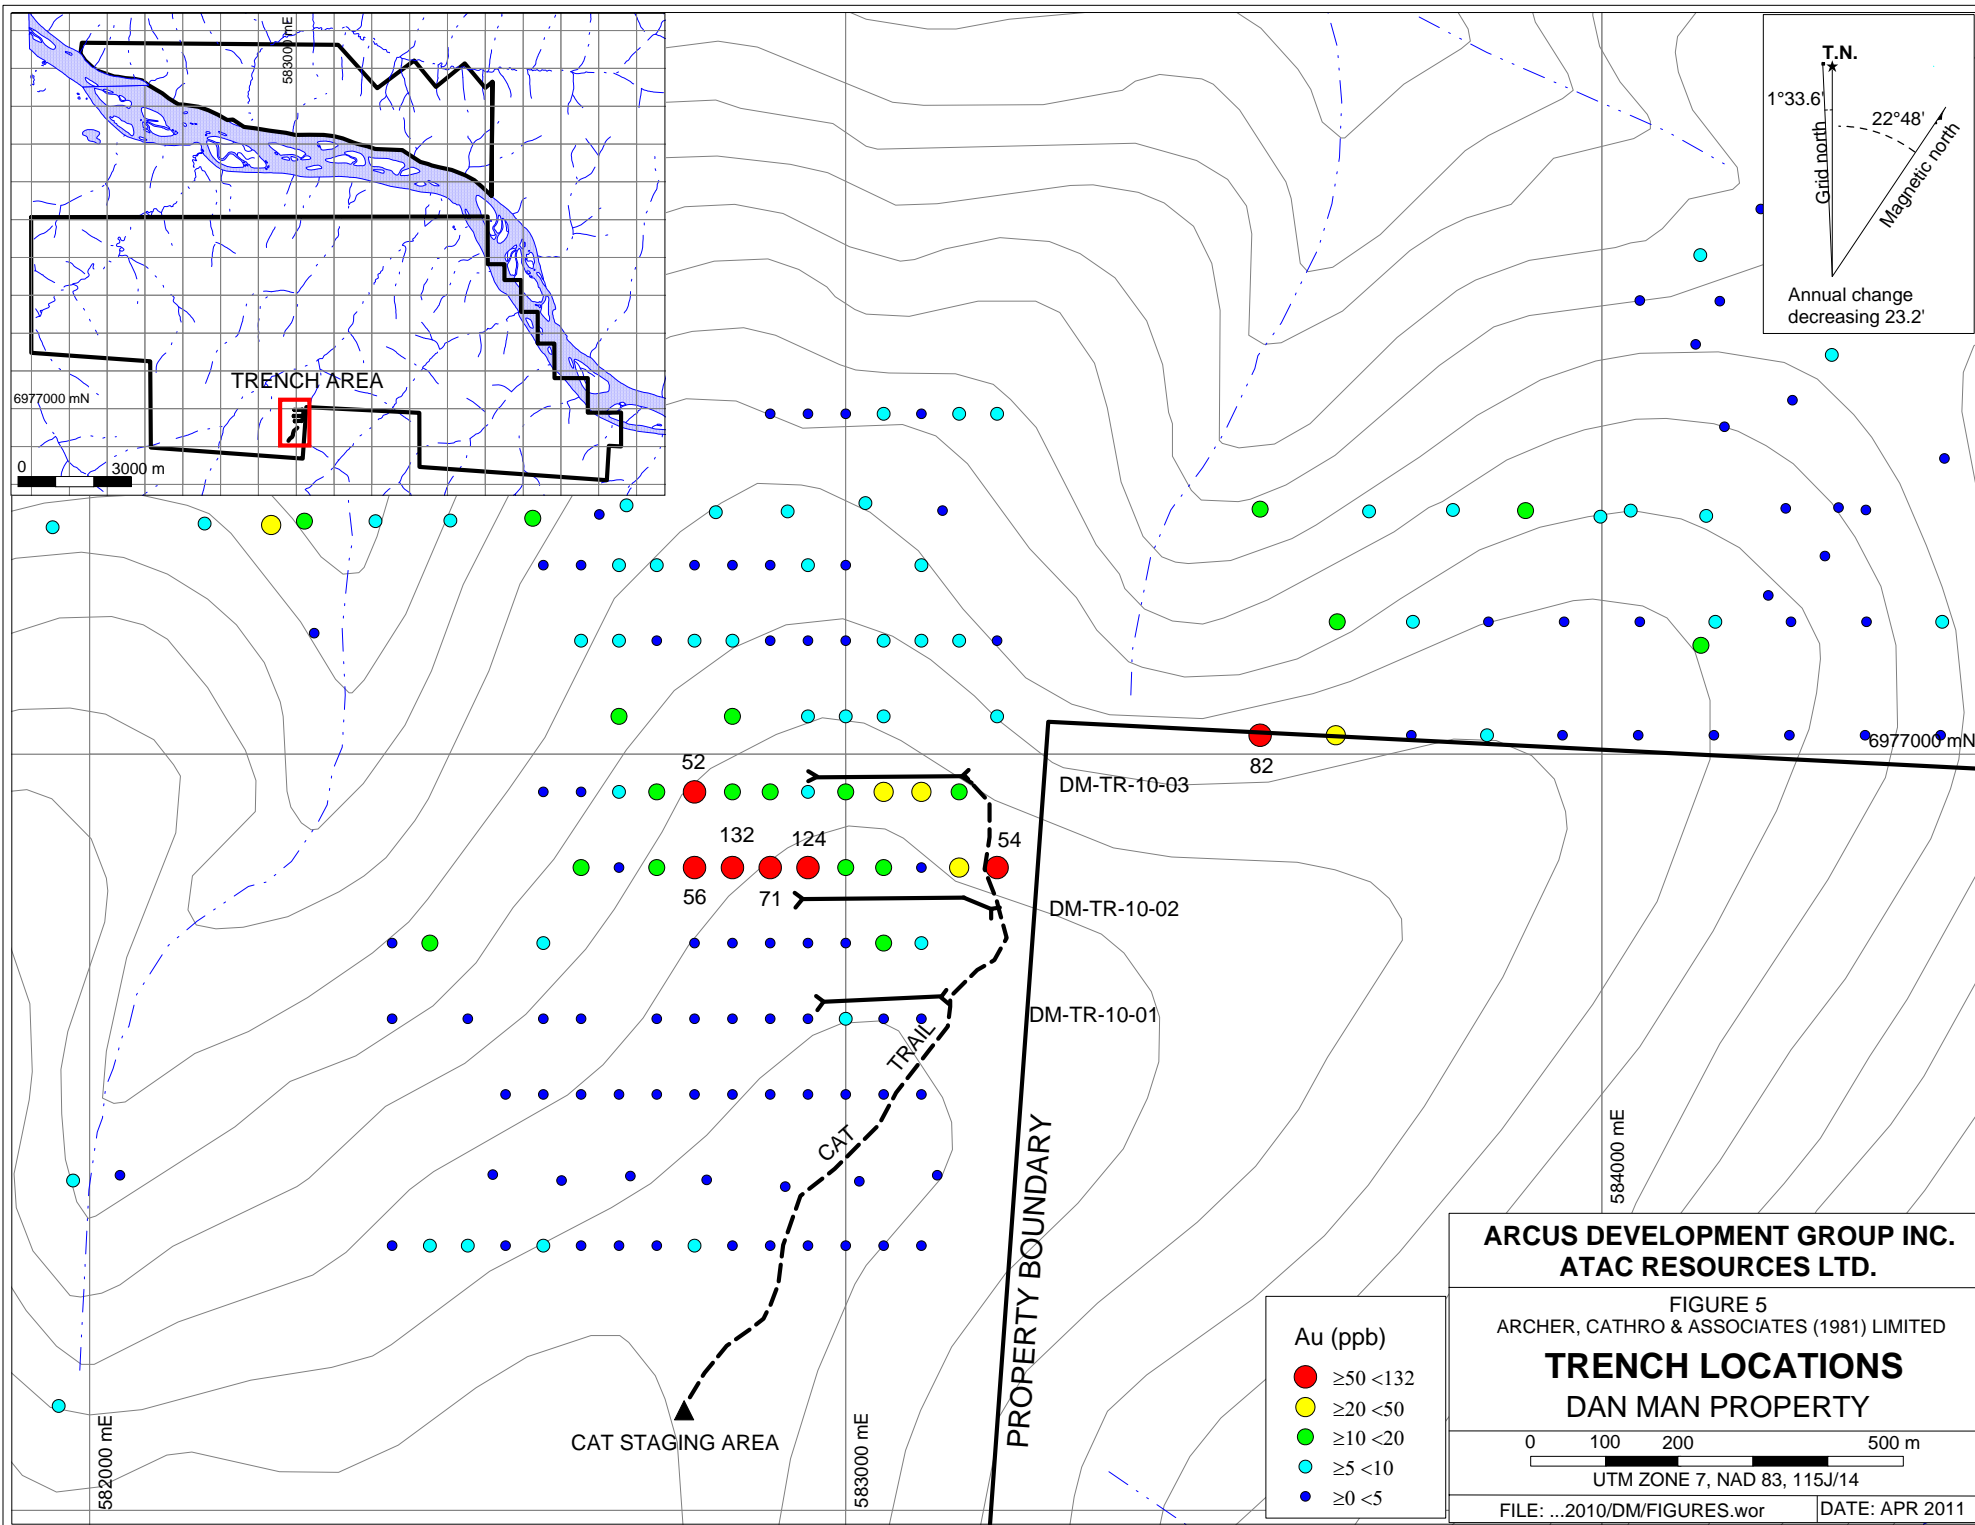 583000 mE
TRENCH AREA
6977000 mN
0 3000 m
T.N.
1°33.6'
22°48'
Grid north
Magnetic north
Annual change
decreasing 23.2'
52
DM-TR-10-03
82
6977000 mN
132
124
54
56
71
DM-TR-10-02
DM-TR-10-01
CAT TRAIL
PROPERTY BOUNDARY
CAT STAGING AREA
582000 mE
583000 mE
584000 mE
Au (ppb)
≥50 <132
≥20 <50
≥10 <20
≥5 <10
≥0 <5
ARCUS DEVELOPMENT GROUP INC.
ATAC RESOURCES LTD.
FIGURE 5
ARCHER, CATHRO & ASSOCIATES (1981) LIMITED
TRENCH LOCATIONS
DAN MAN PROPERTY
0 100 200 500 m
UTM ZONE 7, NAD 83, 115J/14
FILE: ...2010/DM/FIGURES.wor
DATE: APR 2011